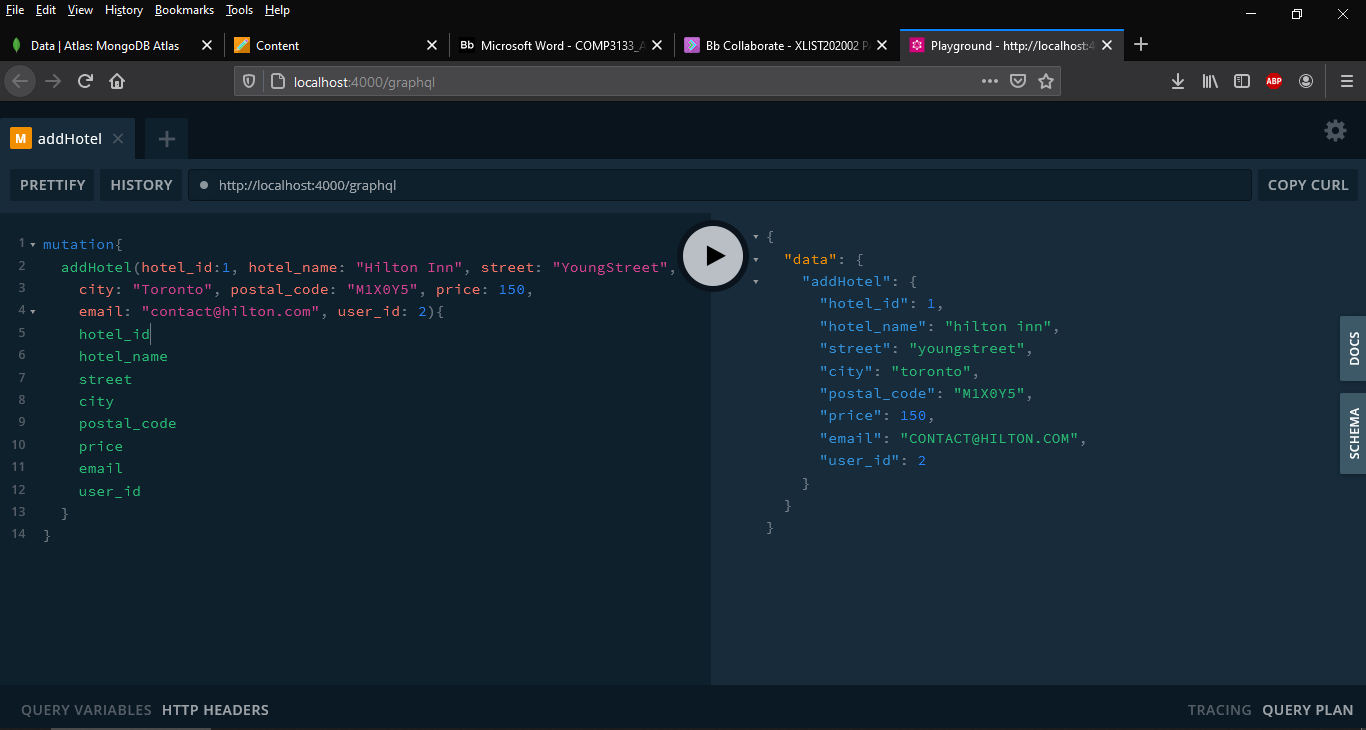 File Edit View History Bookmarks Tools Help
Data | Atlas: MongoDB Atlas
Content
Bb Microsoft Word - COMP3133_A
Bb Collaborate - XLIST202002 P
Playground - http://localhost:4
localhost:4000/graphql
ABP
M addHotel
PRETTIFY HISTORY http://localhost:4000/graphql COPY CURL
1 mutation{
2 addHotel(hotel_id:1, hotel_name: "Hilton Inn", street: "YoungStreet",
3 city: "Toronto", postal_code: "M1X0Y5", price: 150,
4 email: "contact@hilton.com", user_id: 2){
5 hotel_id
6 hotel_name
7 street
8 city
9 postal_code
10 price
11 email
12 user_id
13 }
14 }
{
"data": {
"addHotel": {
"hotel_id": 1,
"hotel_name": "hilton inn",
"street": "youngstreet",
"city": "toronto",
"postal_code": "M1X0Y5",
"price": 150,
"email": "CONTACT@HILTON.COM",
"user_id": 2
}
}
}
DOCS
SCHEMA
QUERY VARIABLES HTTP HEADERS
TRACING QUERY PLAN